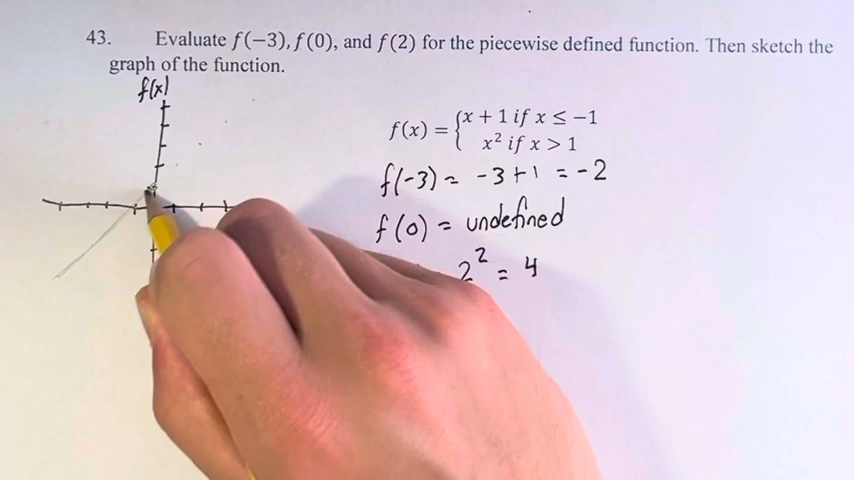 43. Evaluate f(−3), f(0), and f(2) for the piecewise defined function. Then sketch the
graph of the function.
f(x)
f(x) = { x + 1 if x ≤ −1
x² if x > 1
f(-3) = -3+1 = -2
f(0) = undefined
2² = 4